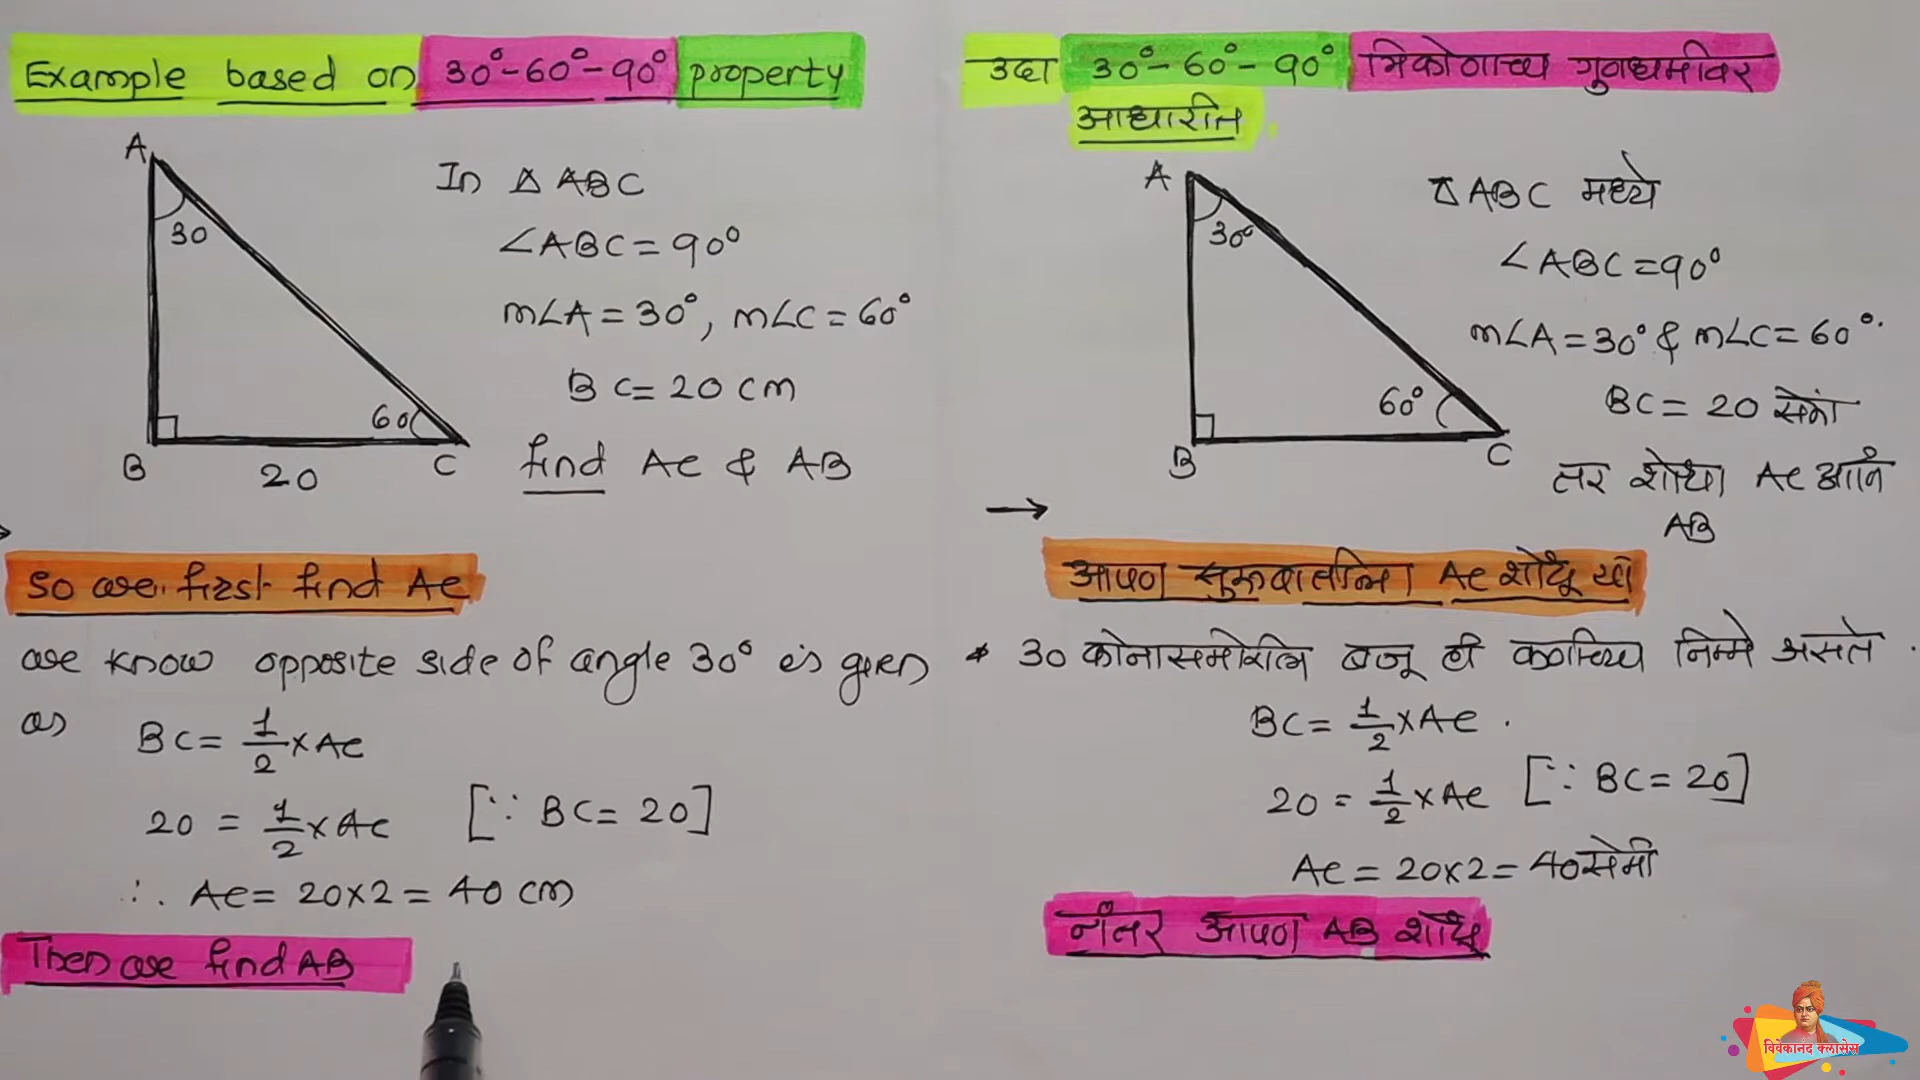 Example based on 30°-60°-90° property
A
30
60
B
20
C
In △ ABC
∠ABC = 90°
m∠A = 30°, m∠C = 60°
BC = 20 cm
find AC & AB
So we first find AC
we know opposite side of angle 30° is given
as
BC = 1/2 × AC
20 = 1/2 × AC [∵ BC = 20]
∴ AC = 20×2 = 40 cm
Then we find AB
उदा 30°-60°-90° त्रिकोणाच्य गुणधर्मावर
आधारीत
A
30°
60°
B
C
△ABC मध्ये
∠ABC = 90°
m∠A = 30° & m∠C = 60°.
BC = 20 सेमी
तर शोधा AC आणि
AB
→
आपण सुरुवातीला AC शोधू या
* 30 कोनासमोरील बाजू ही कर्णाच्या निम्मे असते.
BC = 1/2 × AC.
20 = 1/2 × AC [∵ BC = 20]
AC = 20×2 = 40सेमी
नंतर आपण AB शोधू
विवेकानंद क्लासेस